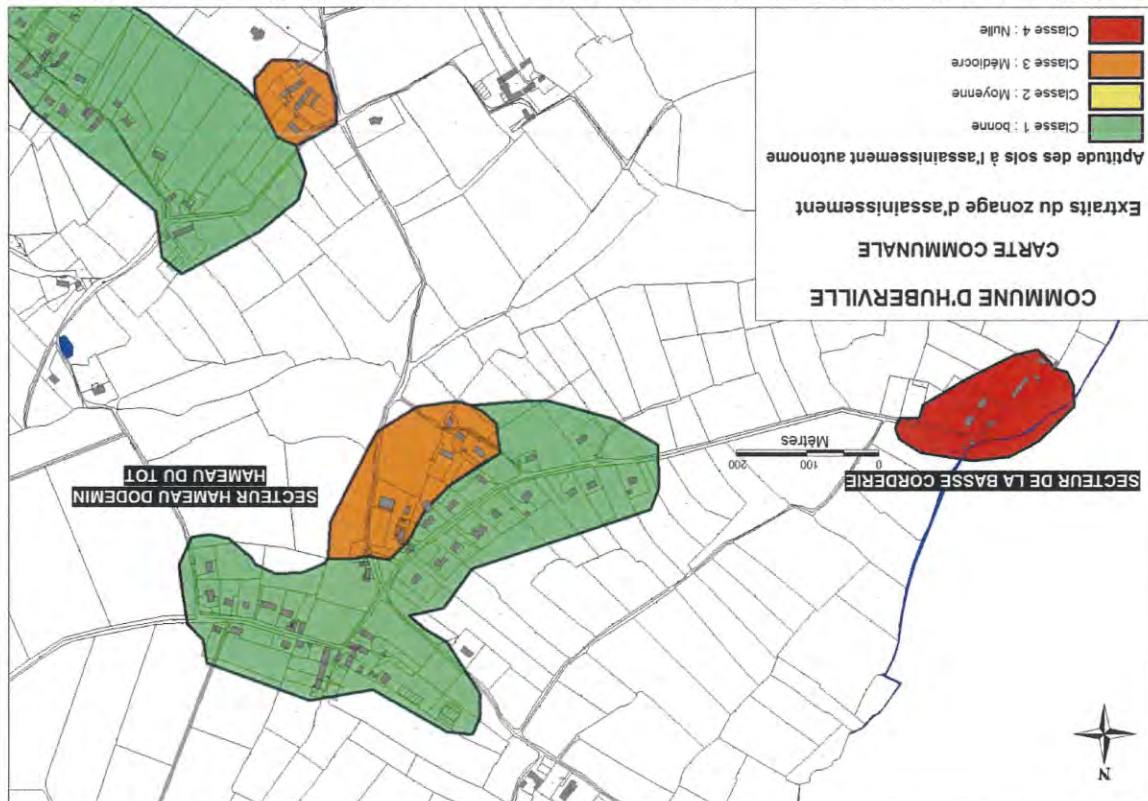 N
SECTEUR DE LA BASSE CORDERIE
0 100 200
Mètres
SECTEUR HAMEAU DODEMIN
HAMEAU DU TOT
COMMUNE D'HUBERVILLE
CARTE COMMUNALE
Extraits du zonage d'assainissement
Aptitude des sols à l'assainissement autonome
Classe 1 : bonne
Classe 2 : Moyenne
Classe 3 : Médiocre
Classe 4 : Nulle